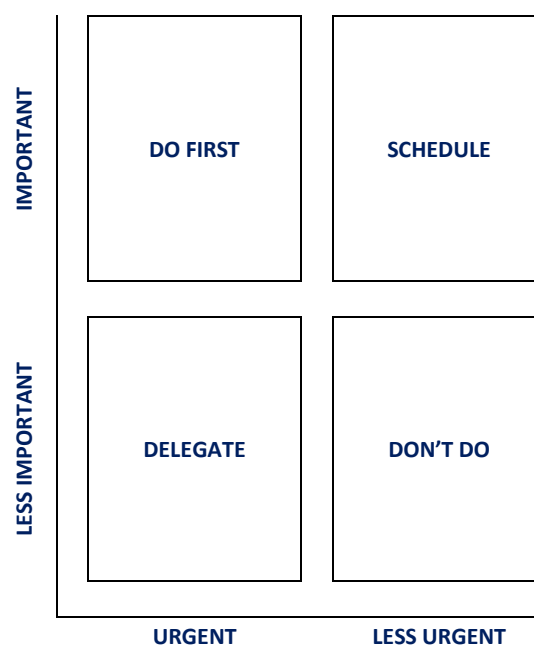 IMPORTANT
DO FIRST
SCHEDULE
LESS IMPORTANT
DELEGATE
DON’T DO
URGENT
LESS URGENT